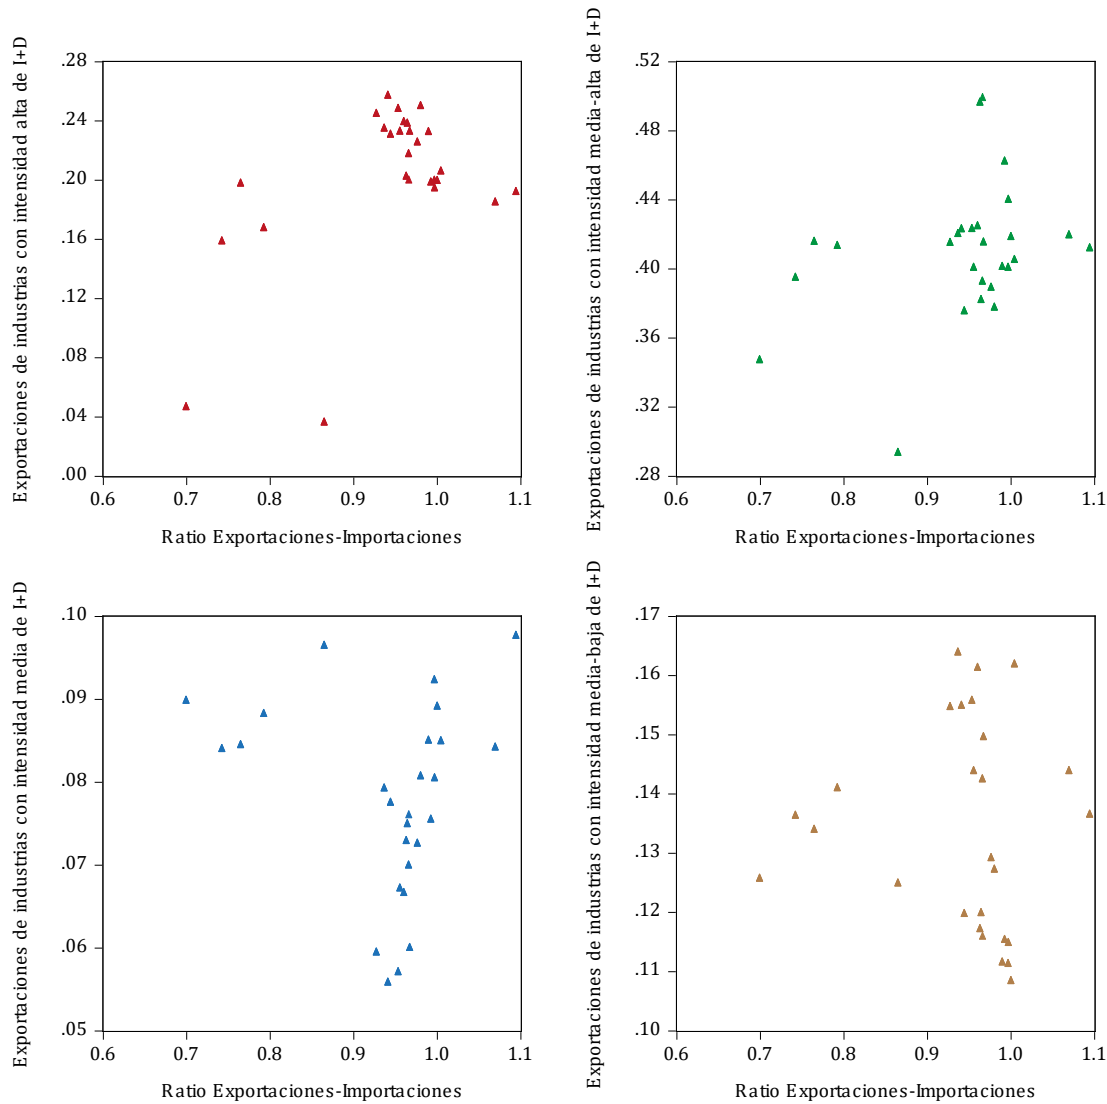 Exportaciones de industrias con intensidad alta de I+D
.28
.24
.20
.16
.12
.08
.04
.00
0.6 0.7 0.8 0.9 1.0 1.1
Ratio Exportaciones-Importaciones
Exportaciones de industrias con intensidad media-alta de I+D
.52
.48
.44
.40
.36
.32
.28
0.6 0.7 0.8 0.9 1.0 1.1
Ratio Exportaciones-Importaciones
Exportaciones de industrias con intensidad media de I+D
.10
.09
.08
.07
.06
.05
0.6 0.7 0.8 0.9 1.0 1.1
Ratio Exportaciones-Importaciones
Exportaciones de industrias con intensidad media-baja de I+D
.17
.16
.15
.14
.13
.12
.11
.10
0.6 0.7 0.8 0.9 1.0 1.1
Ratio Exportaciones-Importaciones